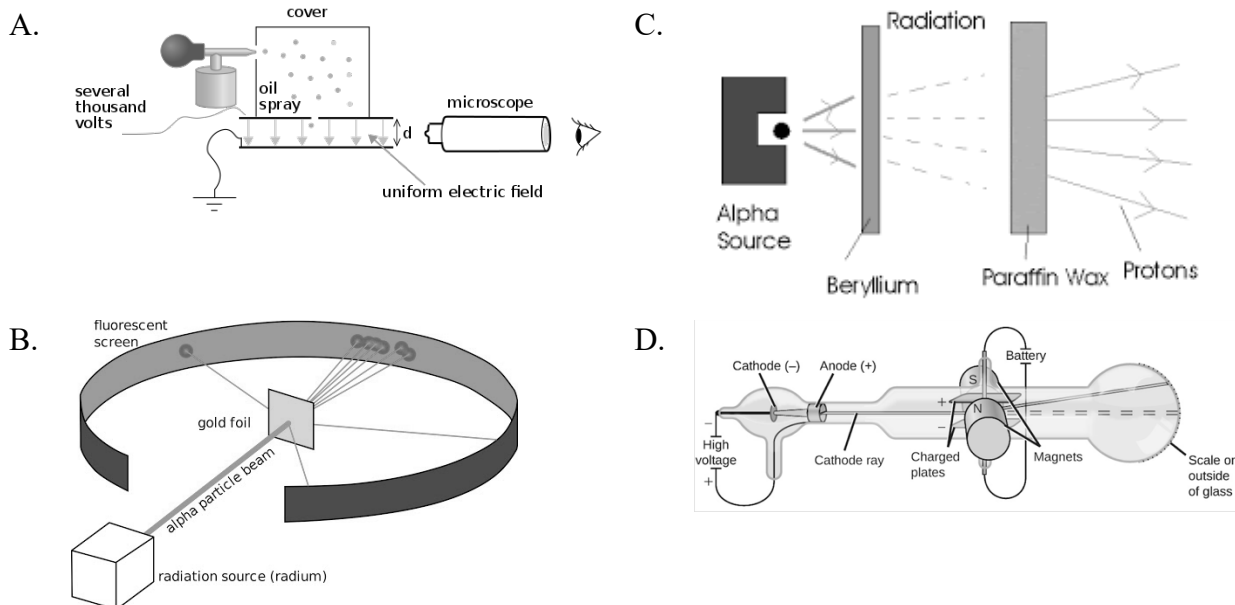 A.
cover
several
thousand
volts
oil
spray
d
microscope
uniform electric field
B.
fluorescent
screen
gold foil
alpha particle beam
radiation source (radium)
C.
Radiation
Alpha
Source
Beryllium
Paraffin Wax
Protons
D.
Cathode (–)
Anode (+)
Battery
S
+
N
–
–
High
voltage
+
Cathode ray
Charged
plates
Magnets
Scale on
outside
of glass